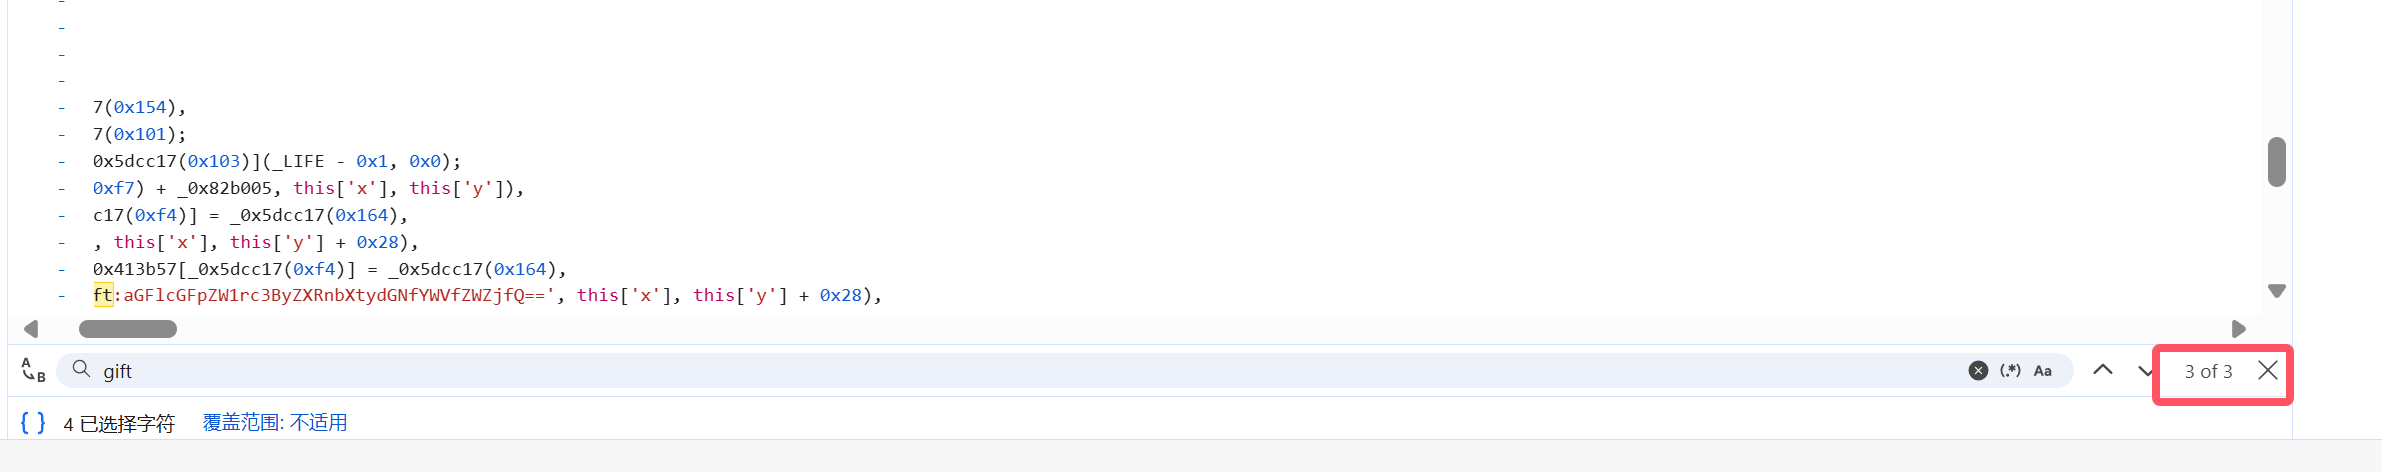 -
-
-
-
- 7(0x154),
- 7(0x101);
- 0x5dcc17(0x103)](_LIFE - 0x1, 0x0);
- 0xf7) + _0x82b005, this['x'], this['y']),
- c17(0xf4)] = _0x5dcc17(0x164),
- , this['x'], this['y'] + 0x28),
- 0x413b57[_0x5dcc17(0xf4)] = _0x5dcc17(0x164),
- ft:aGFlcGFpZW1rc3ByZXRnbXtydGNfYWVfZWZjfQ==', this['x'], this['y'] + 0x28),
A B gift (.*) Aa 3 of 3
{ } 4 已选择字符 覆盖范围: 不适用